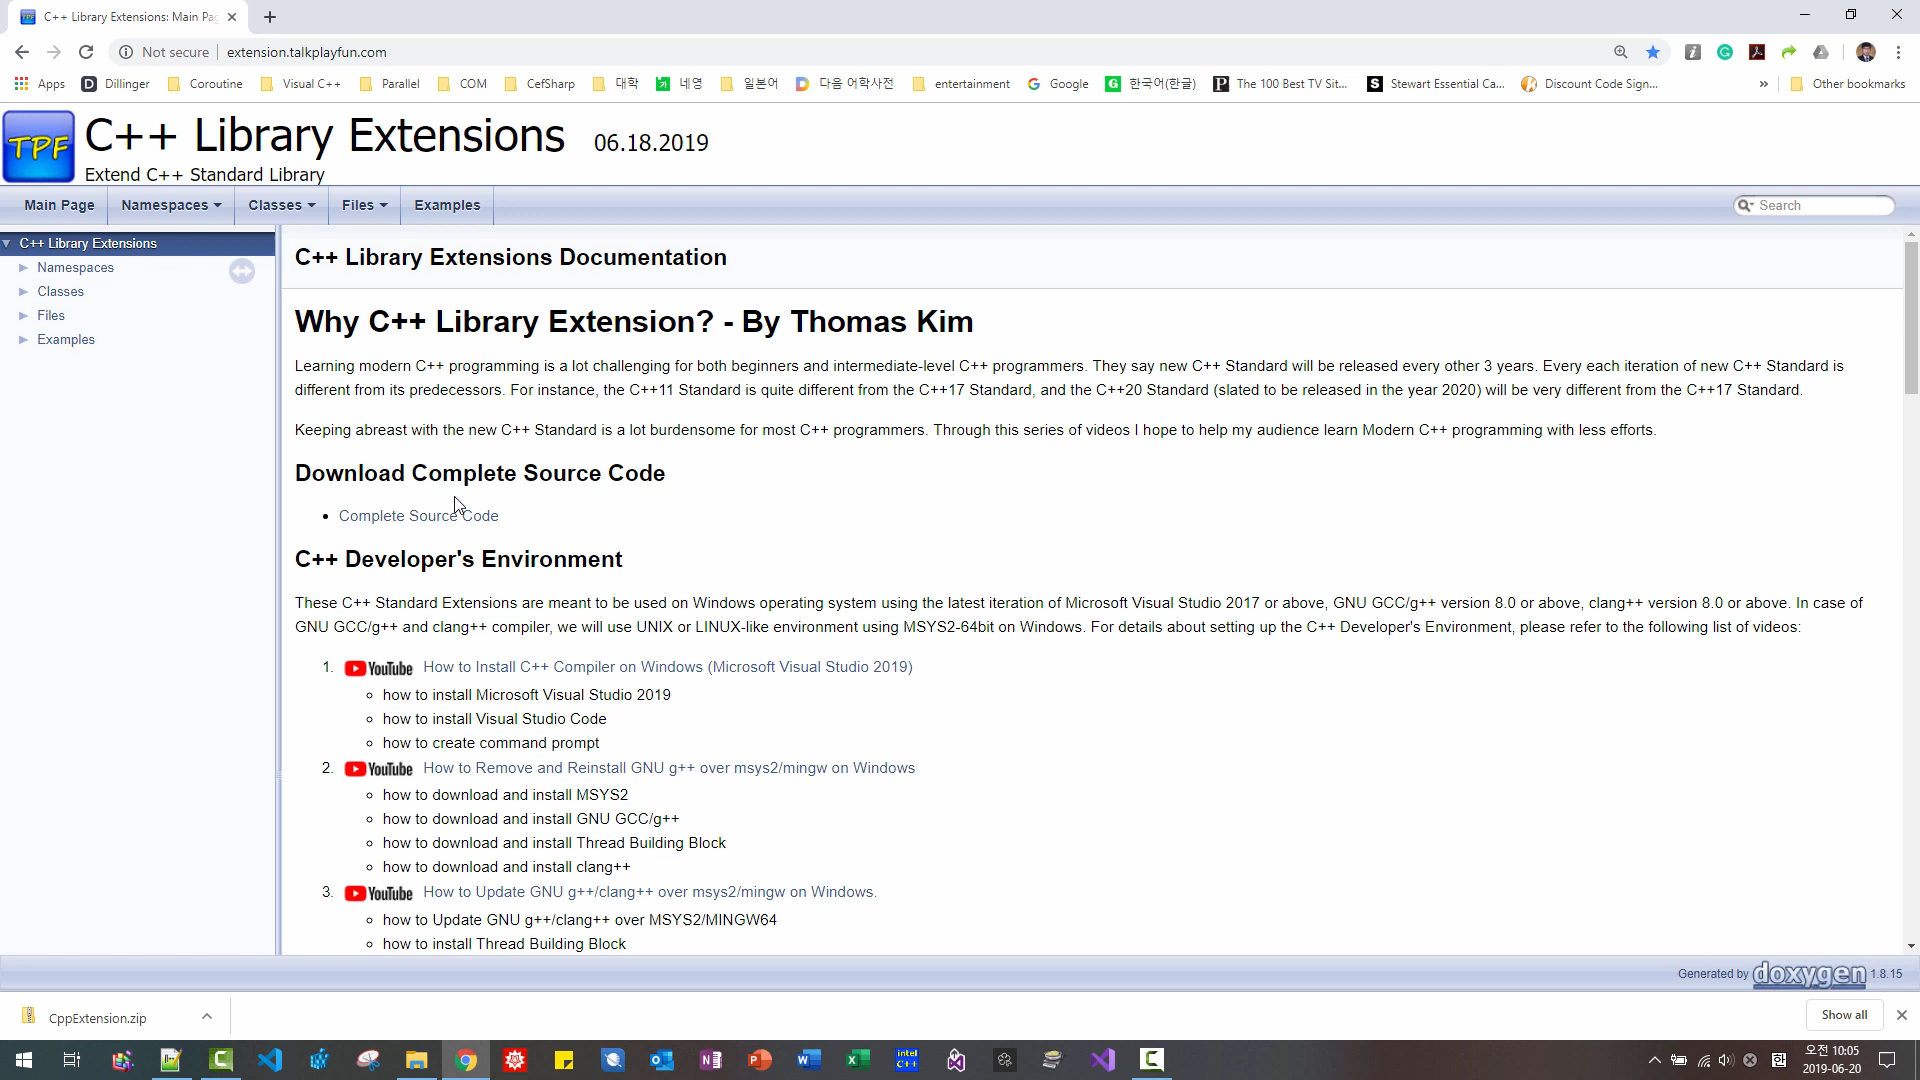 C++ Library Extensions: Main Pa
Not secure
extension.talkplayfun.com
Apps
Dillinger
Coroutine
Visual C++
Parallel
COM
CefSharp
대학
네영
일본어
다음 어학사전
entertainment
Google
한국어(한글)
The 100 Best TV Sit...
Stewart Essential Ca...
Discount Code Sign...
»
Other bookmarks
TPF
C++ Library Extensions 06.18.2019
Extend C++ Standard Library
Main Page
Namespaces
Classes
Files
Examples
Search
C++ Library Extensions
Namespaces
Classes
Files
Examples
C++ Library Extensions Documentation
Why C++ Library Extension? - By Thomas Kim
Learning modern C++ programming is a lot challenging for both beginners and intermediate-level C++ programmers. They say new C++ Standard will be released every other 3 years. Every each iteration of new C++ Standard is
different from its predecessors. For instance, the C++11 Standard is quite different from the C++17 Standard, and the C++20 Standard (slated to be released in the year 2020) will be very different from the C++17 Standard.
Keeping abreast with the new C++ Standard is a lot burdensome for most C++ programmers. Through this series of videos I hope to help my audience learn Modern C++ programming with less efforts.
Download Complete Source Code
• Complete Source Code
C++ Developer's Environment
These C++ Standard Extensions are meant to be used on Windows operating system using the latest iteration of Microsoft Visual Studio 2017 or above, GNU GCC/g++ version 8.0 or above, clang++ version 8.0 or above. In case of
GNU GCC/g++ and clang++ compiler, we will use UNIX or LINUX-like environment using MSYS2-64bit on Windows. For details about setting up the C++ Developer's Environment, please refer to the following list of videos:
1. YouTube How to Install C++ Compiler on Windows (Microsoft Visual Studio 2019)
how to install Microsoft Visual Studio 2019
how to install Visual Studio Code
how to create command prompt
2. YouTube How to Remove and Reinstall GNU g++ over msys2/mingw on Windows
how to download and install MSYS2
how to download and install GNU GCC/g++
how to download and install Thread Building Block
how to download and install clang++
3. YouTube How to Update GNU g++/clang++ over msys2/mingw on Windows.
how to Update GNU g++/clang++ over MSYS2/MINGW64
how to install Thread Building Block
Generated by doxygen 1.8.15
CppExtension.zip
Show all
intel C++
오전 10:05
2019-06-20